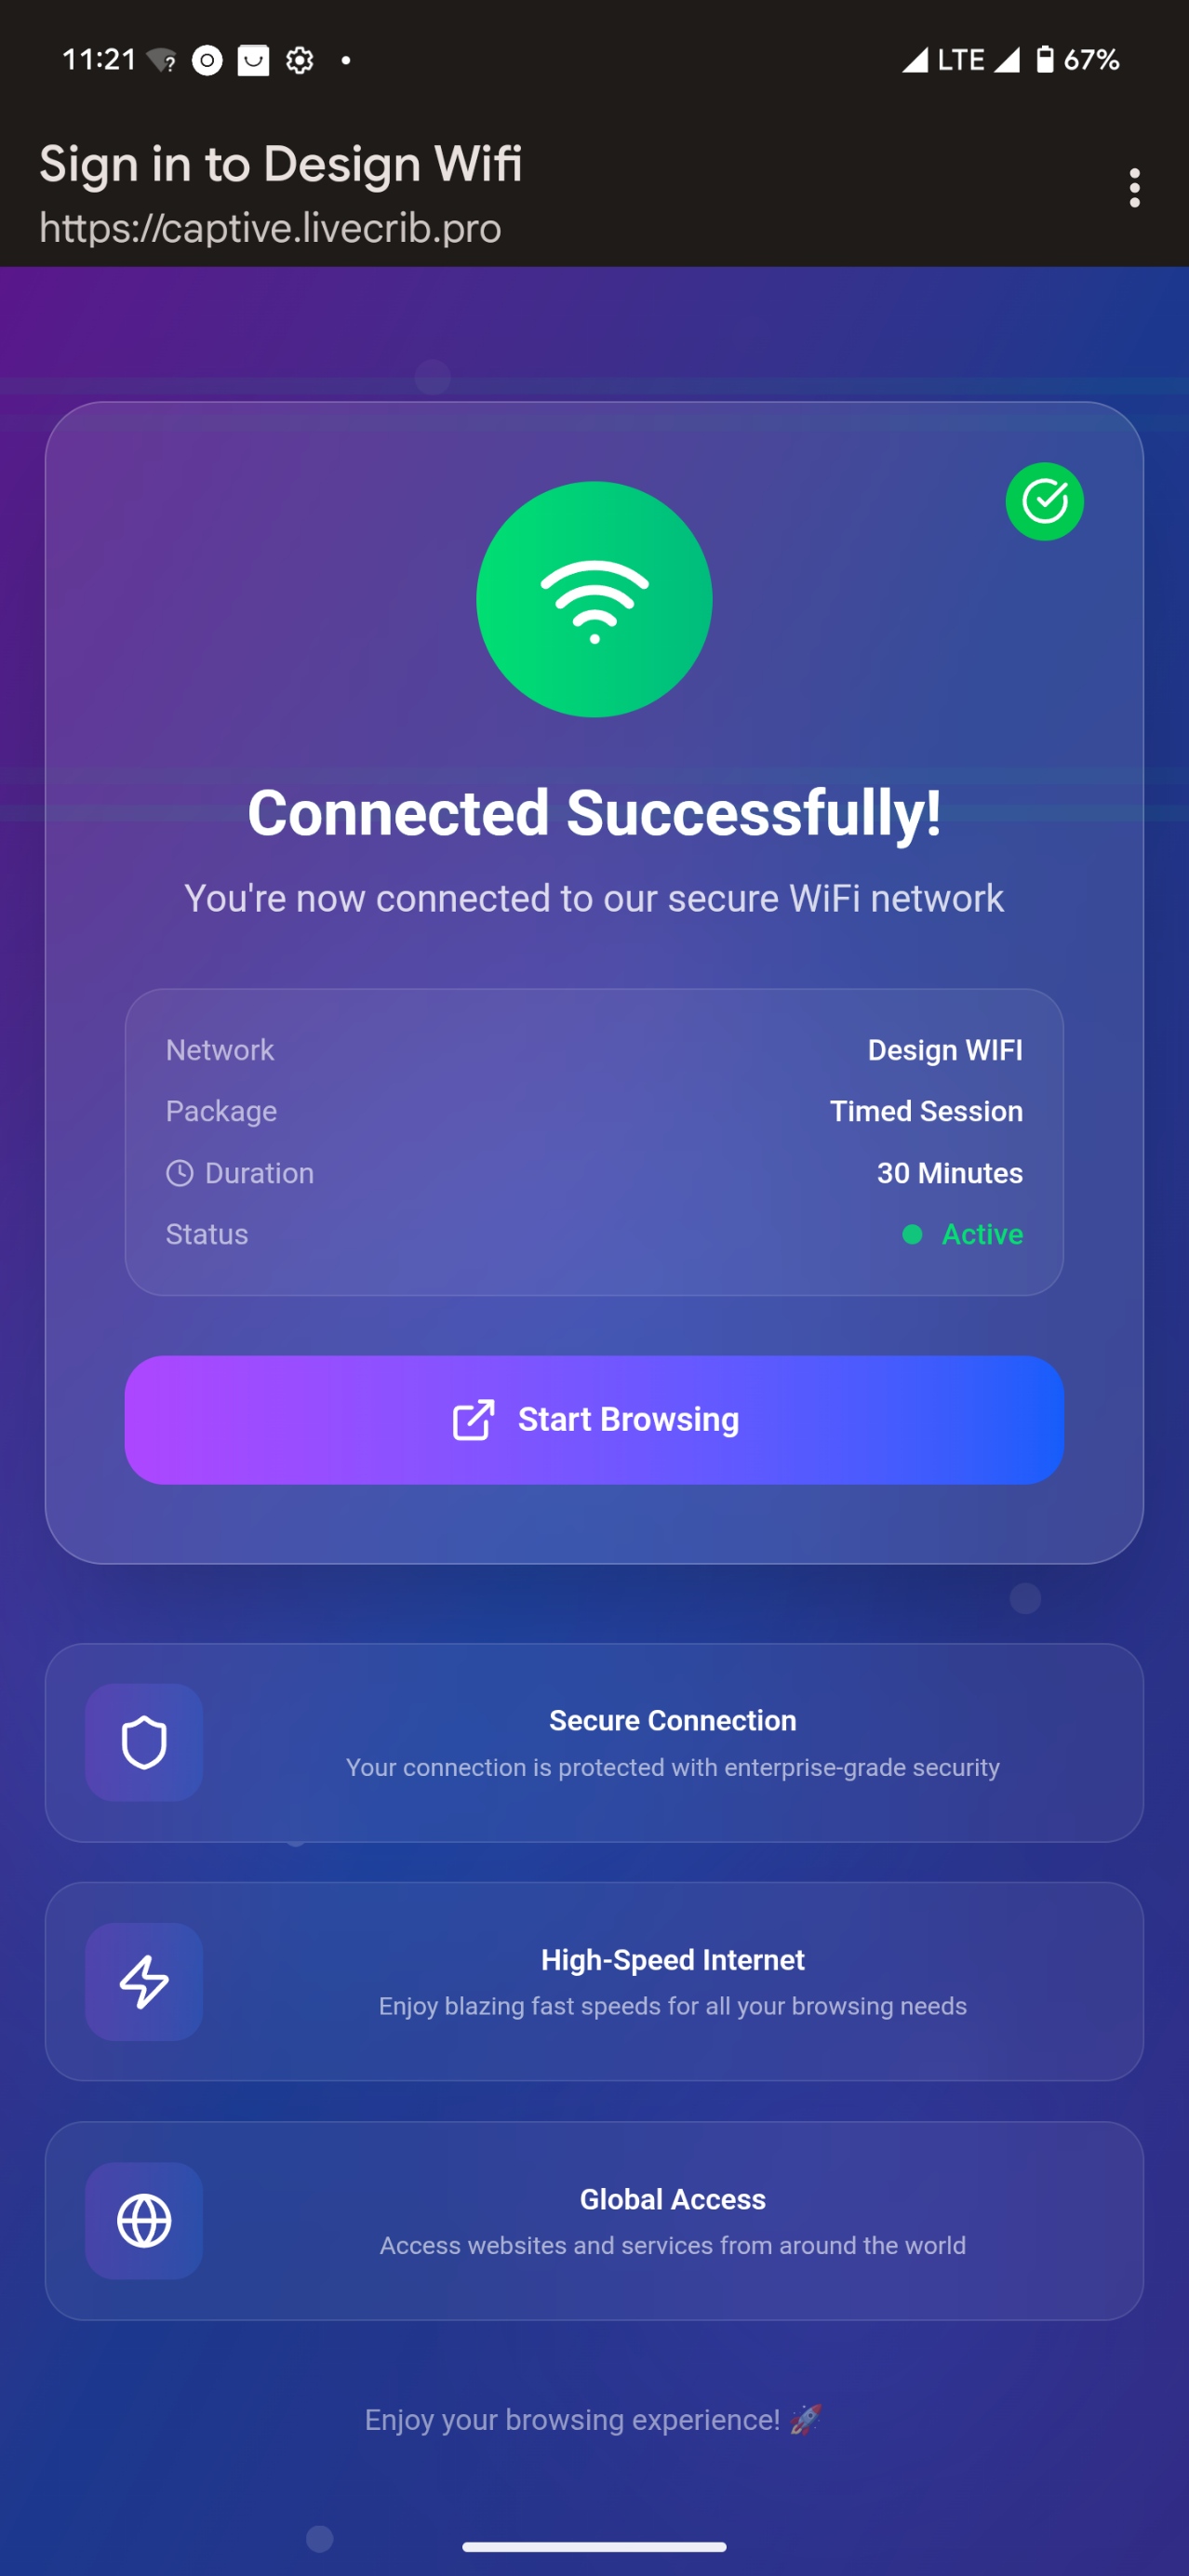 11:21
LTE 67%
Sign in to Design Wifi
https://captive.livecrib.pro
Connected Successfully!
You're now connected to our secure WiFi network
Network Design WIFI
Package Timed Session
Duration 30 Minutes
Status Active
Start Browsing
Secure Connection
Your connection is protected with enterprise-grade security
High-Speed Internet
Enjoy blazing fast speeds for all your browsing needs
Global Access
Access websites and services from around the world
Enjoy your browsing experience! 🚀